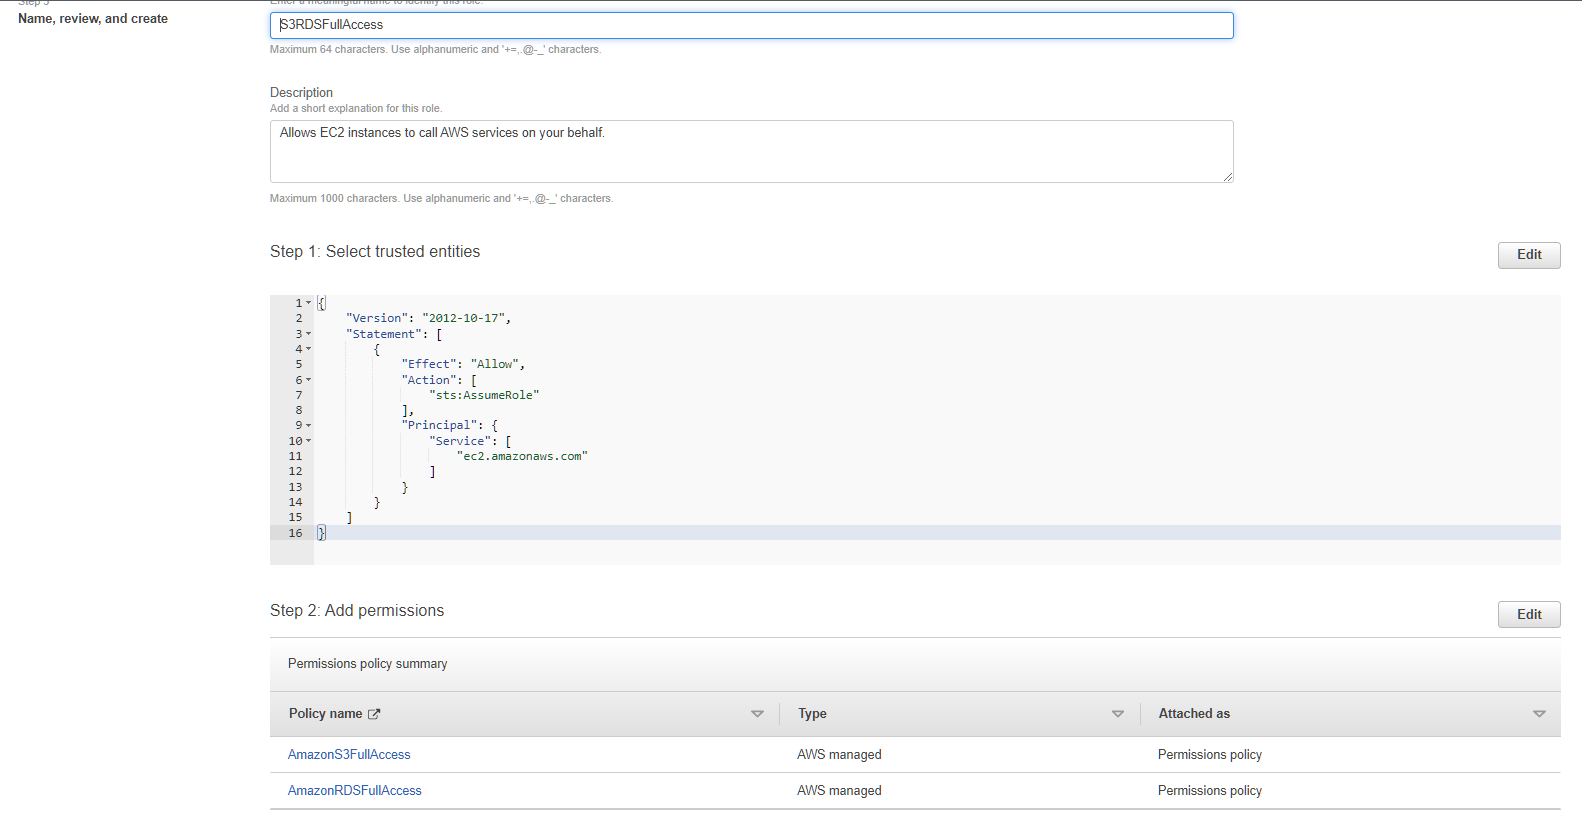 Step 3
Name, review, and create
Enter a meaningful name to identify this role.
S3RDSFullAccess
Maximum 64 characters. Use alphanumeric and '+=,.@-_' characters.
Description
Add a short explanation for this role.
Allows EC2 instances to call AWS services on your behalf.
Maximum 1000 characters. Use alphanumeric and '+=,.@-_' characters.
Step 1: Select trusted entities
Edit
1 {
2 "Version": "2012-10-17",
3 "Statement": [
4 {
5 "Effect": "Allow",
6 "Action": [
7 "sts:AssumeRole"
8 ],
9 "Principal": {
10 "Service": [
11 "ec2.amazonaws.com"
12 ]
13 }
14 }
15 ]
16 }
Step 2: Add permissions
Edit
Permissions policy summary
Policy name Type Attached as
AmazonS3FullAccess AWS managed Permissions policy
AmazonRDSFullAccess AWS managed Permissions policy